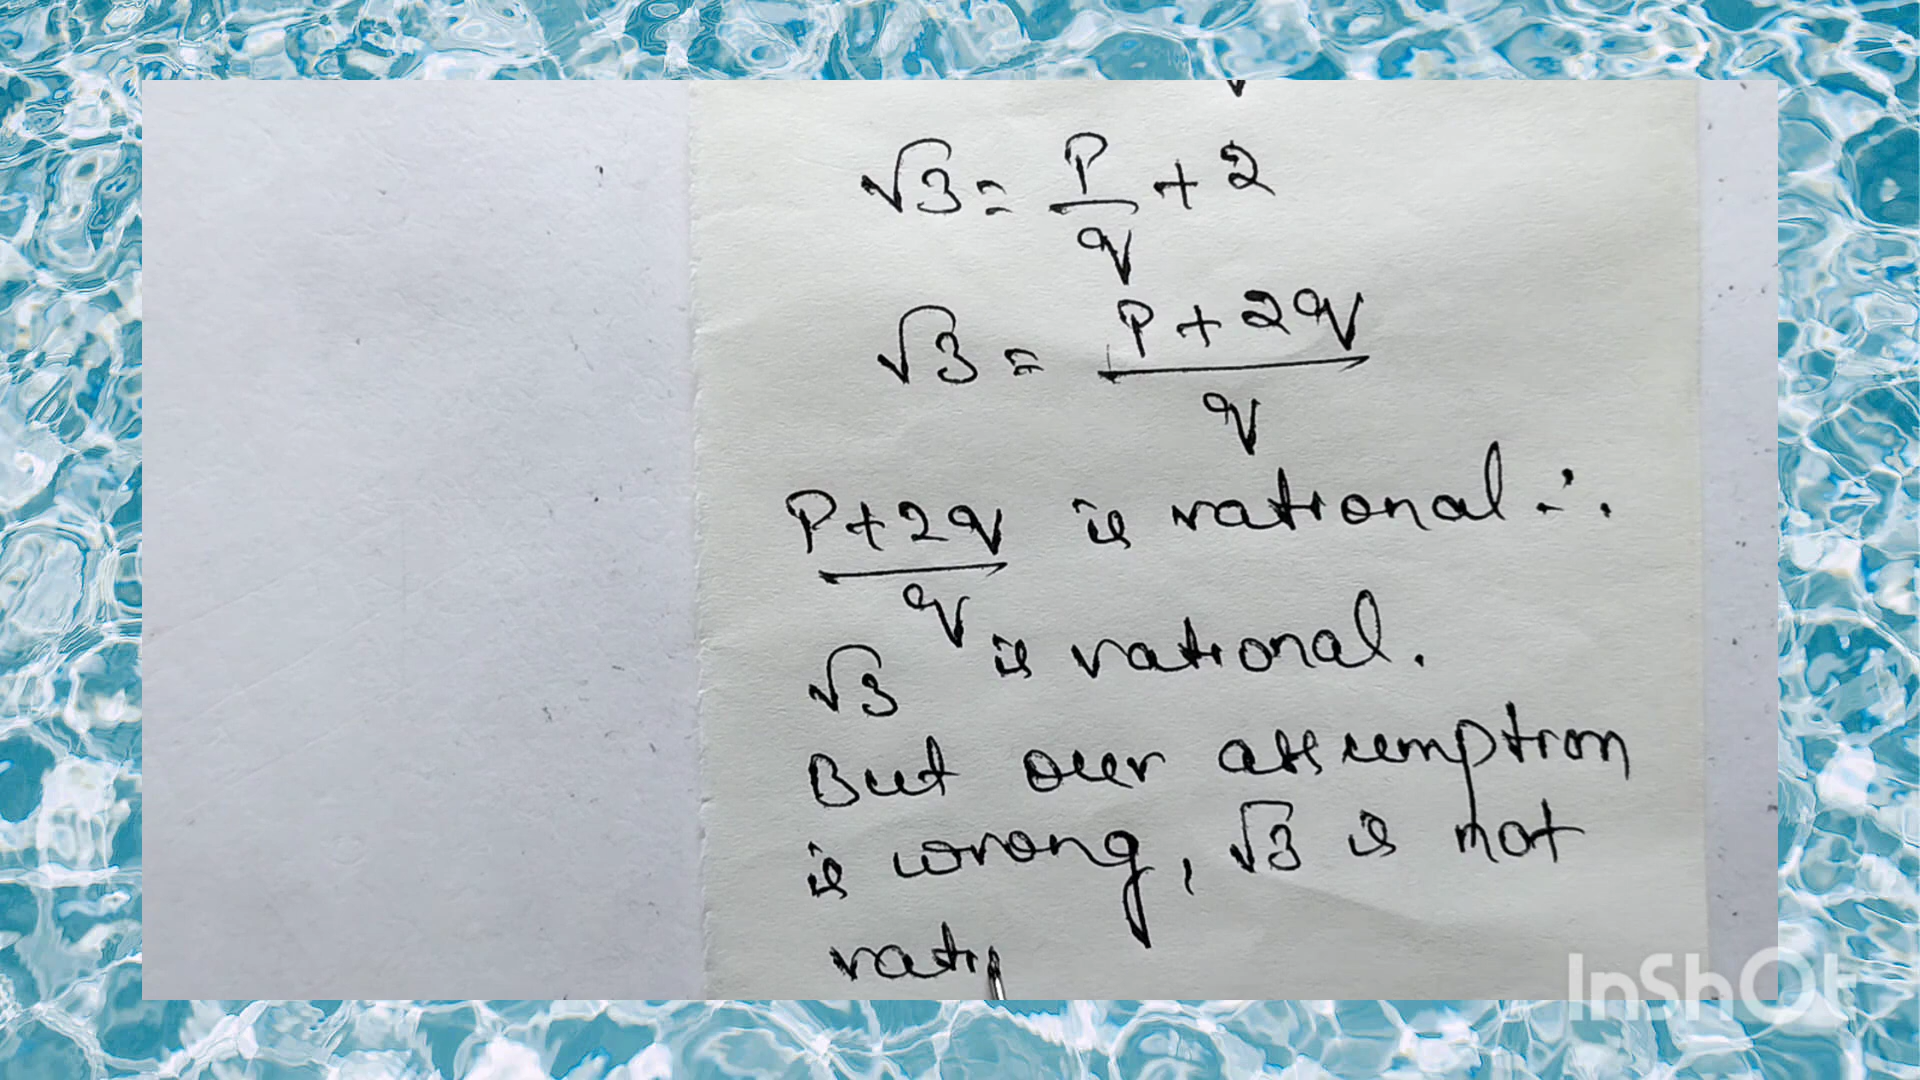 √3 = P/q + 2
√3 = (P + 2q)/q
(P+2q)/q is rational ∴
√3 is rational.
But our assumption
is wrong, √3 is not
rati
InShOt